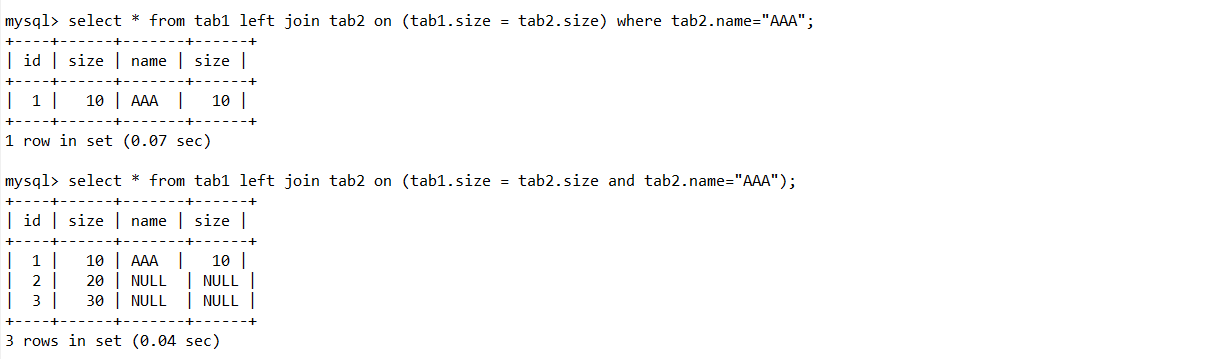 mysql> select * from tab1 left join tab2 on (tab1.size = tab2.size) where tab2.name="AAA";
+----+------+-------+------+
| id | size | name | size |
+----+------+-------+------+
|  1 |   10 | AAA  |   10 |
+----+------+-------+------+
1 row in set (0.07 sec)

mysql> select * from tab1 left join tab2 on (tab1.size = tab2.size and tab2.name="AAA");
+----+------+-------+------+
| id | size | name | size |
+----+------+-------+------+
|  1 |   10 | AAA  |   10 |
|  2 |   20 | NULL  | NULL |
|  3 |   30 | NULL  | NULL |
+----+------+-------+------+
3 rows in set (0.04 sec)